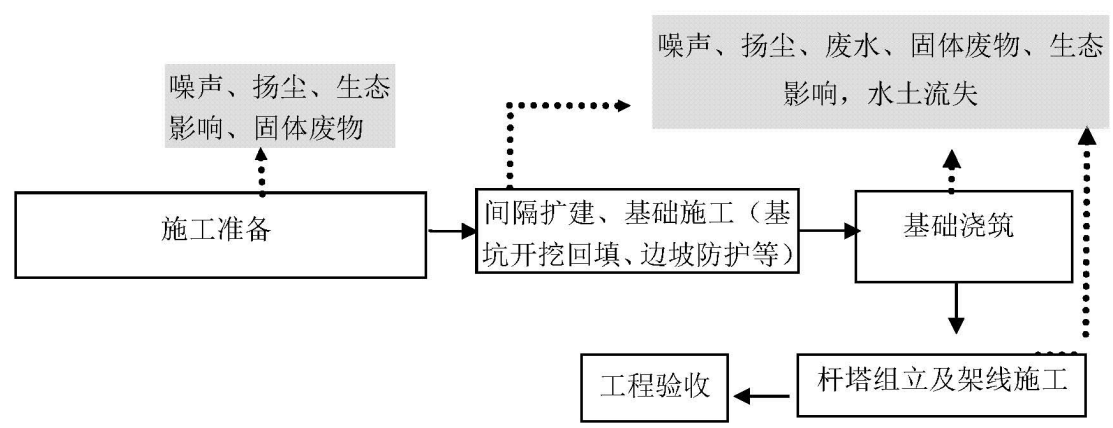 噪声、扬尘、废水、固体废物、生态
影响，水土流失
噪声、扬尘、生态
影响、固体废物
施工准备
间隔扩建、基础施工（基
坑开挖回填、边坡防护等）
基础浇筑
杆塔组立及架线施工
工程验收